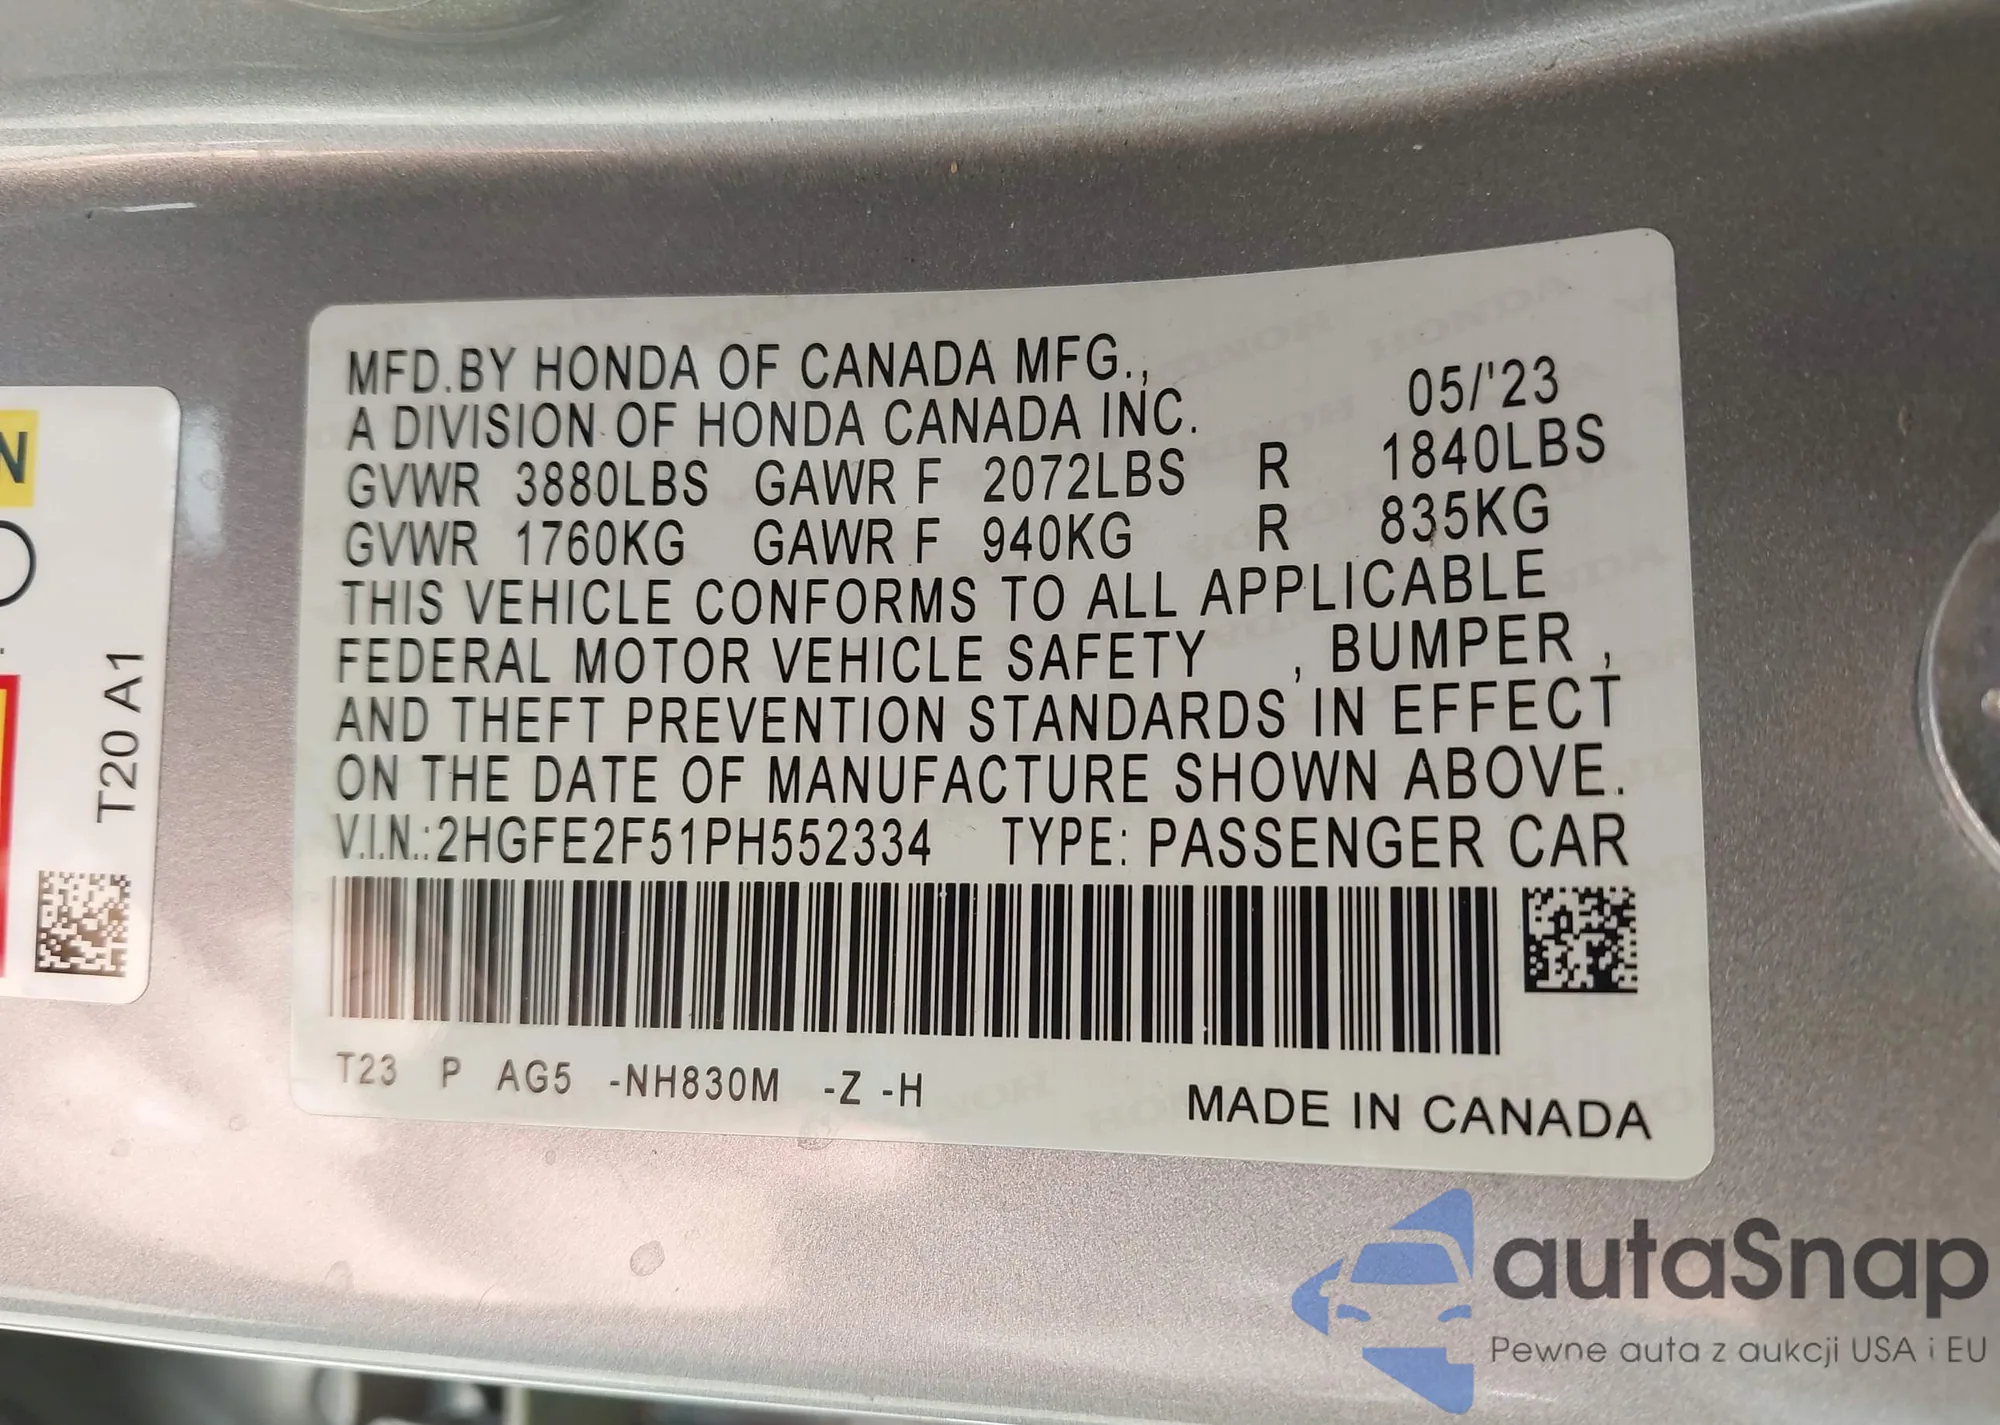 MFD.BY HONDA OF CANADA MFG.,
A DIVISION OF HONDA CANADA INC. 05/'23
GVWR 3880LBS GAWR F 2072LBS R 1840LBS
GVWR 1760KG GAWR F 940KG R 835KG
THIS VEHICLE CONFORMS TO ALL APPLICABLE
FEDERAL MOTOR VEHICLE SAFETY , BUMPER ,
AND THEFT PREVENTION STANDARDS IN EFFECT
ON THE DATE OF MANUFACTURE SHOWN ABOVE.
V.I.N.:2HGFE2F51PH552334 TYPE: PASSENGER CAR
T23 P AG5 -NH830M -Z -H
MADE IN CANADA
N
T20 A1
autaSnap
Pewne auta z aukcji USA i EU